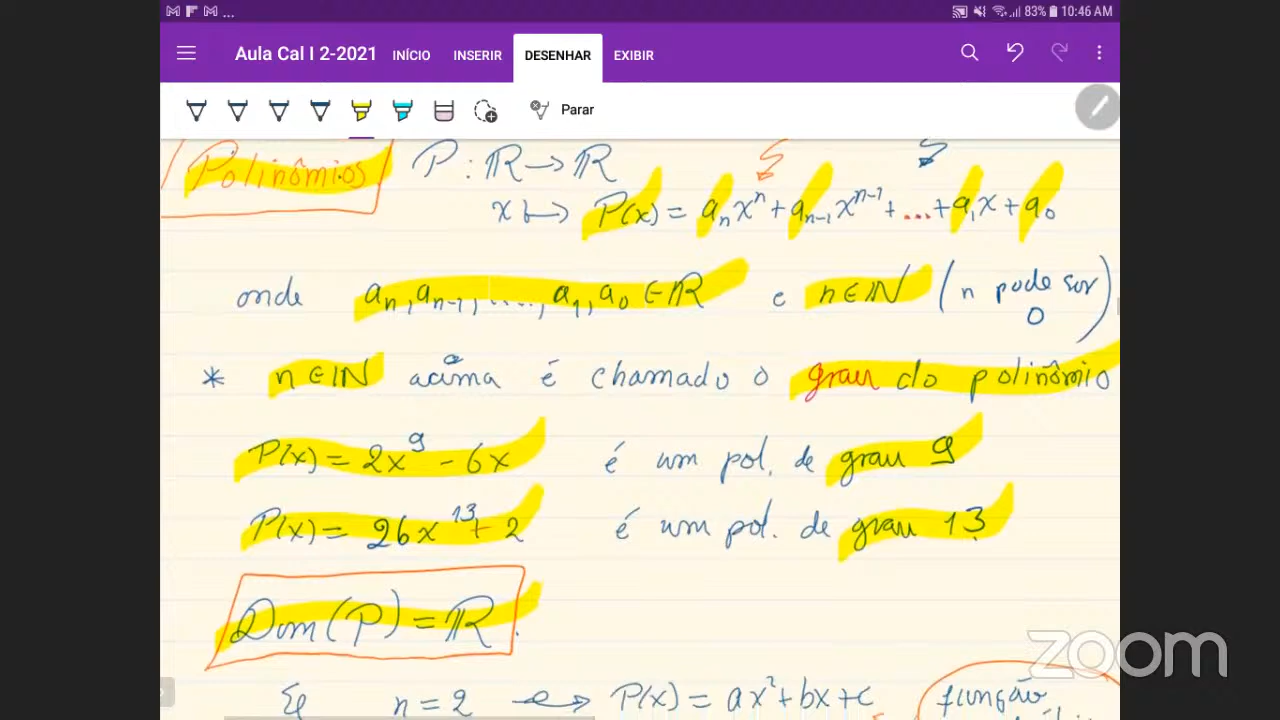 ... 83% 10:46 AM
Aula Cal I 2-2021 INÍCIO INSERIR DESENHAR EXIBIR
Parar
Polinômios P : ℝ → ℝ
x ↦ P(x) = aₙxⁿ + aₙ₋₁xⁿ⁻¹ + ... + a₁x + a₀
onde aₙ, aₙ₋₁, ..., a₁, a₀ ∈ ℝ e n ∈ ℕ (n pode ser 0)
* n ∈ ℕ acima é chamado o grau do polinômio
P(x) = 2x⁹ - 6x é um pol. de grau 9
P(x) = 26x¹³ + 2 é um pol. de grau 13
Dom(P) = ℝ.
n = 2 → P(x) = ax² + bx + c função
zoom